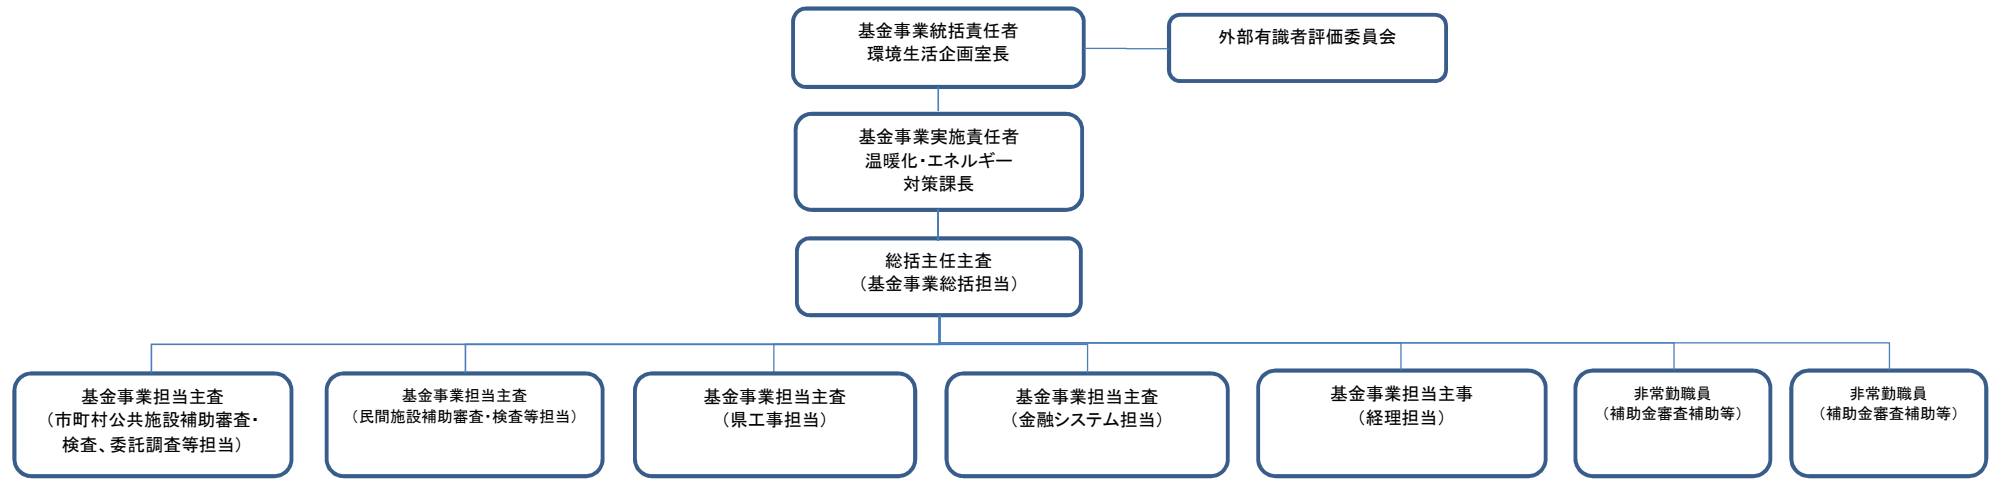 基金事業統括責任者
環境生活企画室長
外部有識者評価委員会
基金事業実施責任者
温暖化・エネルギー
対策課長
総括主任主査
（基金事業総括担当）
基金事業担当主査
（市町村公共施設補助審査・
検査、委託調査等担当）
基金事業担当主査
（民間施設補助審査・検査等担当）
基金事業担当主査
（県工事担当）
基金事業担当主査
（金融システム担当）
基金事業担当主事
（経理担当）
非常勤職員
（補助金審査補助等）
非常勤職員
（補助金審査補助等）